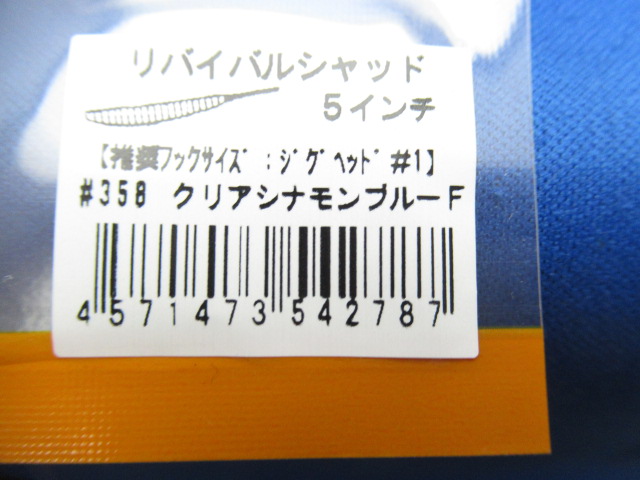 リバイバルシャッド
5インチ
【推奨フックサイズ:ジグヘッド#1】
#358 クリアシナモンブルーF
4571473542787